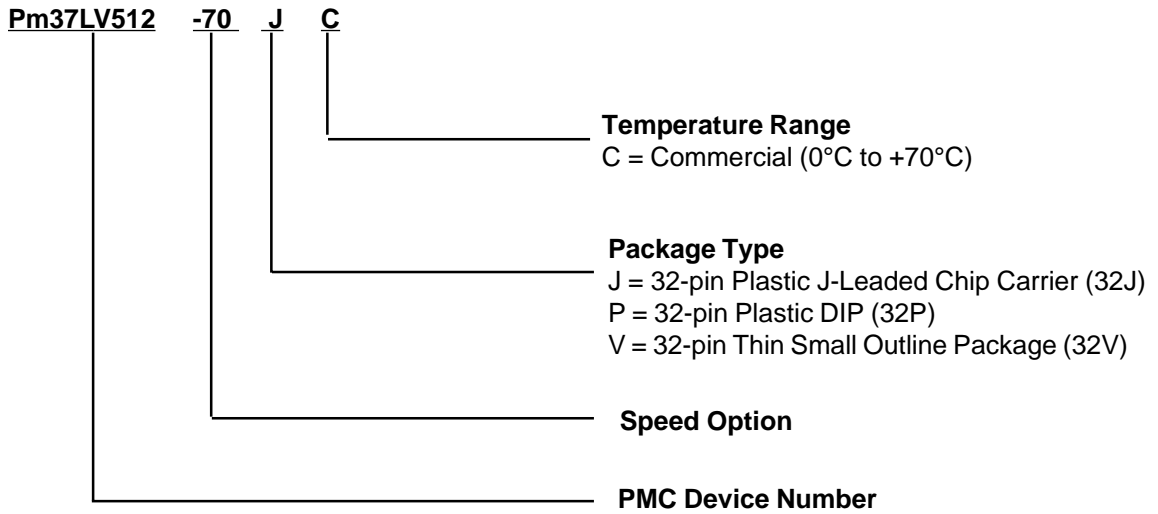 Pm37LV512 -70 J C
Temperature Range
C = Commercial (0°C to +70°C)
Package Type
J = 32-pin Plastic J-Leaded Chip Carrier (32J)
P = 32-pin Plastic DIP (32P)
V = 32-pin Thin Small Outline Package (32V)
Speed Option
PMC Device Number